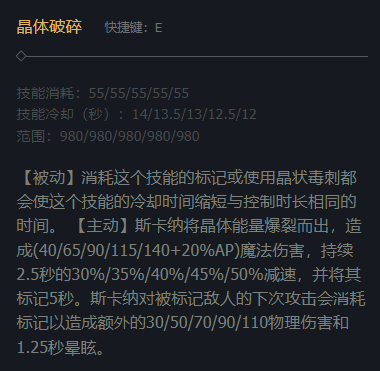 晶体破碎 快捷键：E
技能消耗：55/55/55/55/55
技能冷却（秒）：14/13.5/13/12.5/12
范围：980/980/980/980/980
【被动】消耗这个技能的标记或使用晶状毒刺都
会使这个技能的冷却时间缩短与控制时长相同的
时间。 【主动】斯卡纳将晶体能量爆裂而出，造
成(40/65/90/115/140+20%AP)魔法伤害，持续
2.5秒的30%/35%/40%/45%/50%减速，并将其
标记5秒。斯卡纳对被标记敌人的下次攻击会消耗
标记以造成额外的30/50/70/90/110物理伤害和
1.25秒晕眩。